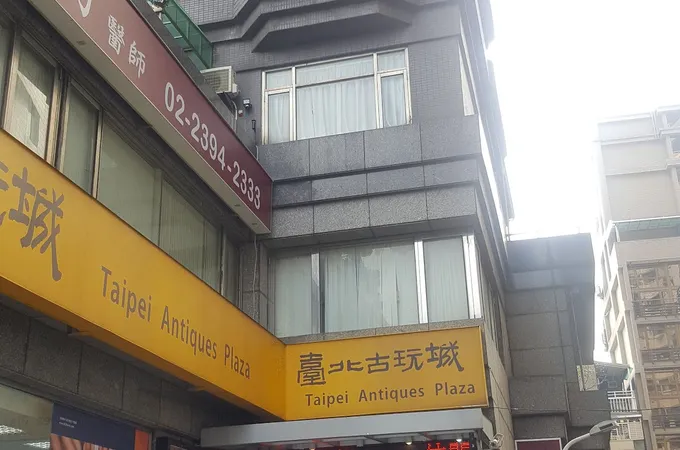 醫師 02-2394-2333
玩城
Taipei Antiques Plaza
臺北古玩城
Taipei Antiques Plaza